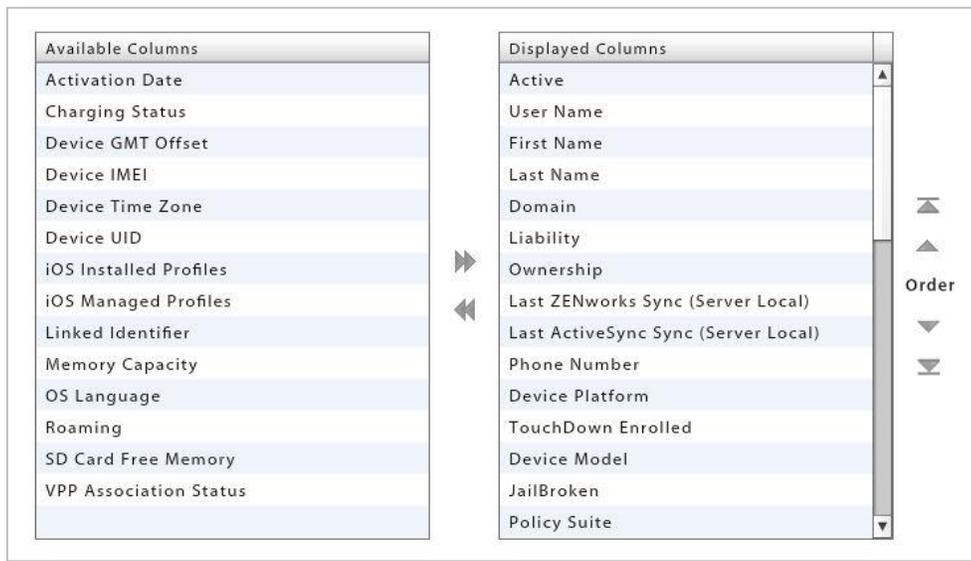 Available Columns
Activation Date
Charging Status
Device GMT Offset
Device IMEI
Device Time Zone
Device UID
iOS Installed Profiles
iOS Managed Profiles
Linked Identifier
Memory Capacity
OS Language
Roaming
SD Card Free Memory
VPP Association Status
Displayed Columns
Active
User Name
First Name
Last Name
Domain
Liability
Ownership
Last ZENworks Sync (Server Local)
Last ActiveSync Sync (Server Local)
Phone Number
Device Platform
TouchDown Enrolled
Device Model
JailBroken
Policy Suite
Order